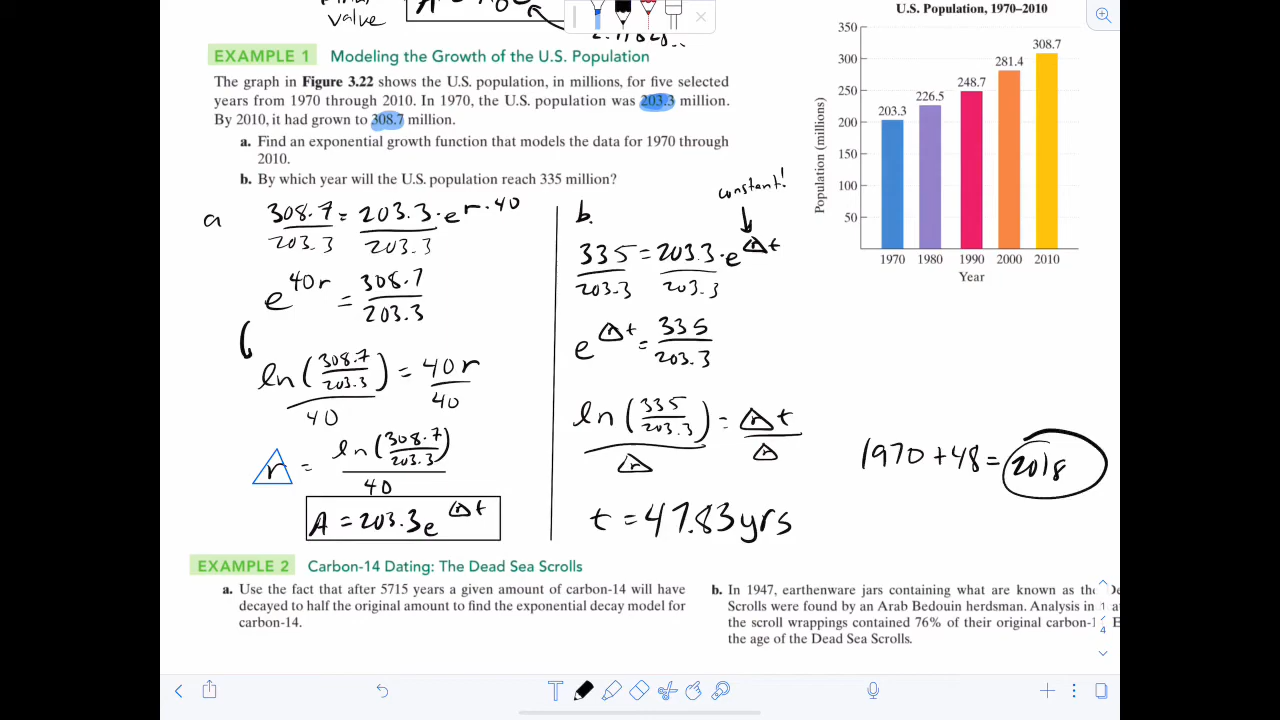 value
EXAMPLE 1 Modeling the Growth of the U.S. Population
The graph in Figure 3.22 shows the U.S. population, in millions, for five selected
years from 1970 through 2010. In 1970, the U.S. population was 203.3 million.
By 2010, it had grown to 308.7 million.
a. Find an exponential growth function that models the data for 1970 through
2010.
b. By which year will the U.S. population reach 335 million?
U.S. Population, 1970–2010
Population (millions)
350
300
250
200
150
100
50
203.3
226.5
248.7
281.4
308.7
1970 1980 1990 2000 2010
Year
a
308.7 = 203.3 · e^r·40
203.3 203.3
e^40r = 308.7/203.3
ln(308.7/203.3) = 40r
40 40
r = ln(308.7/203.3)
40
A = 203.3e^rt
b.
constant!
335 = 203.3 · e^rt
203.3 203.3
e^rt = 335/203.3
ln(335/203.3) = rt
r r
t = 47.83 yrs
1970 + 48 = 2018
EXAMPLE 2 Carbon-14 Dating: The Dead Sea Scrolls
a. Use the fact that after 5715 years a given amount of carbon-14 will have
decayed to half the original amount to find the exponential decay model for
carbon-14.
b. In 1947, earthenware jars containing what are known as the De
Scrolls were found by an Arab Bedouin herdsman. Analysis in
the scroll wrappings contained 76% of their original carbon-1
the age of the Dead Sea Scrolls.
1
4
T